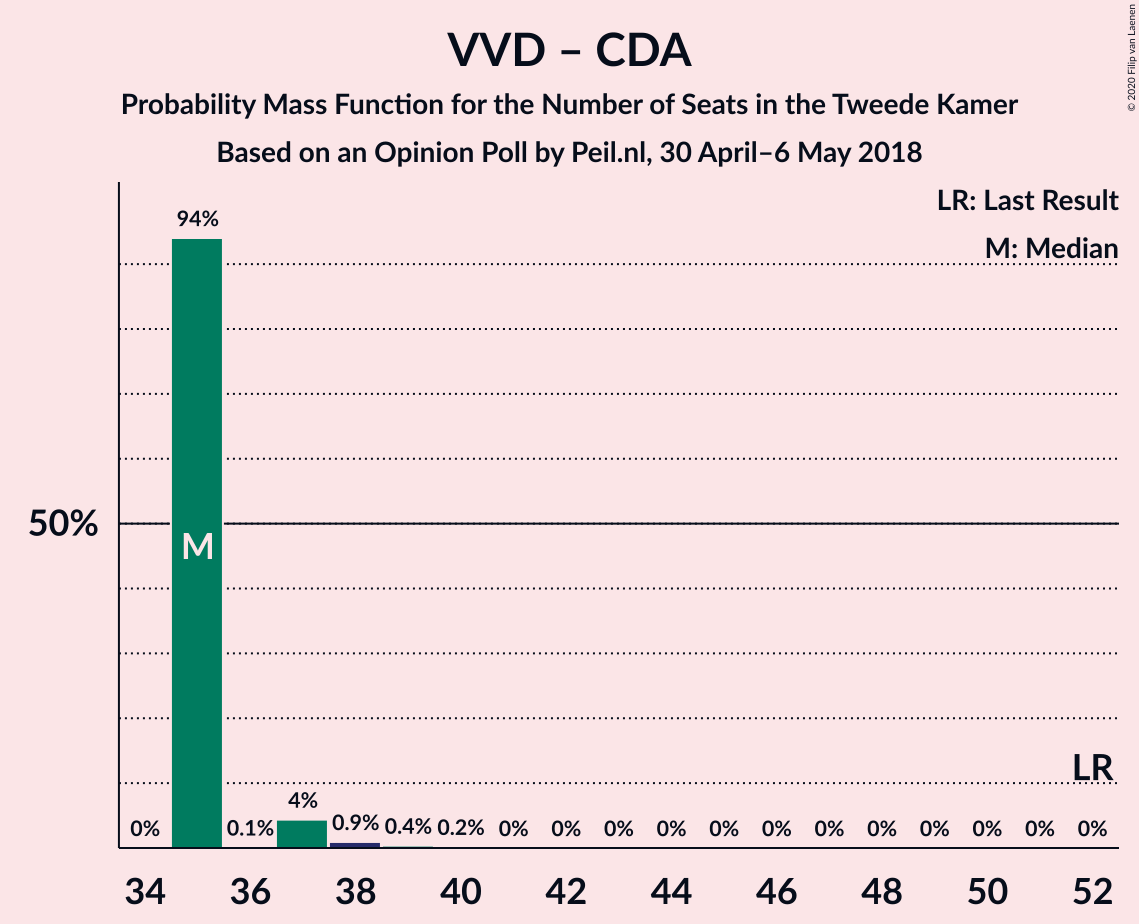 VVD – CDA
Probability Mass Function for the Number of Seats in the Tweede Kamer
Based on an Opinion Poll by Peil.nl, 30 April–6 May 2018
© 2020 Filip van Laenen
LR: Last Result
M: Median
94%
50%
M
LR
0% 0.1% 4% 0.9% 0.4% 0.2% 0% 0% 0% 0% 0% 0% 0% 0% 0% 0% 0% 0%
34 36 38 40 42 44 46 48 50 52